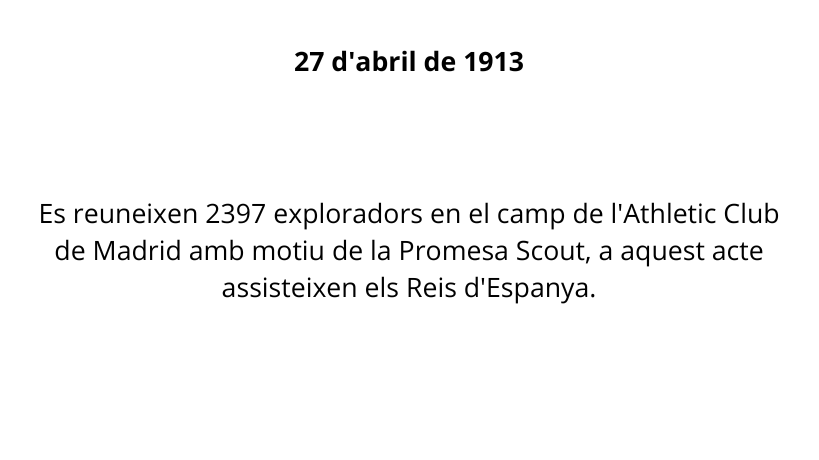 27 d'abril de 1913
Es reuneixen 2397 exploradors en el camp de l'Athletic Club
de Madrid amb motiu de la Promesa Scout, a aquest acte
assisteixen els Reis d'Espanya.